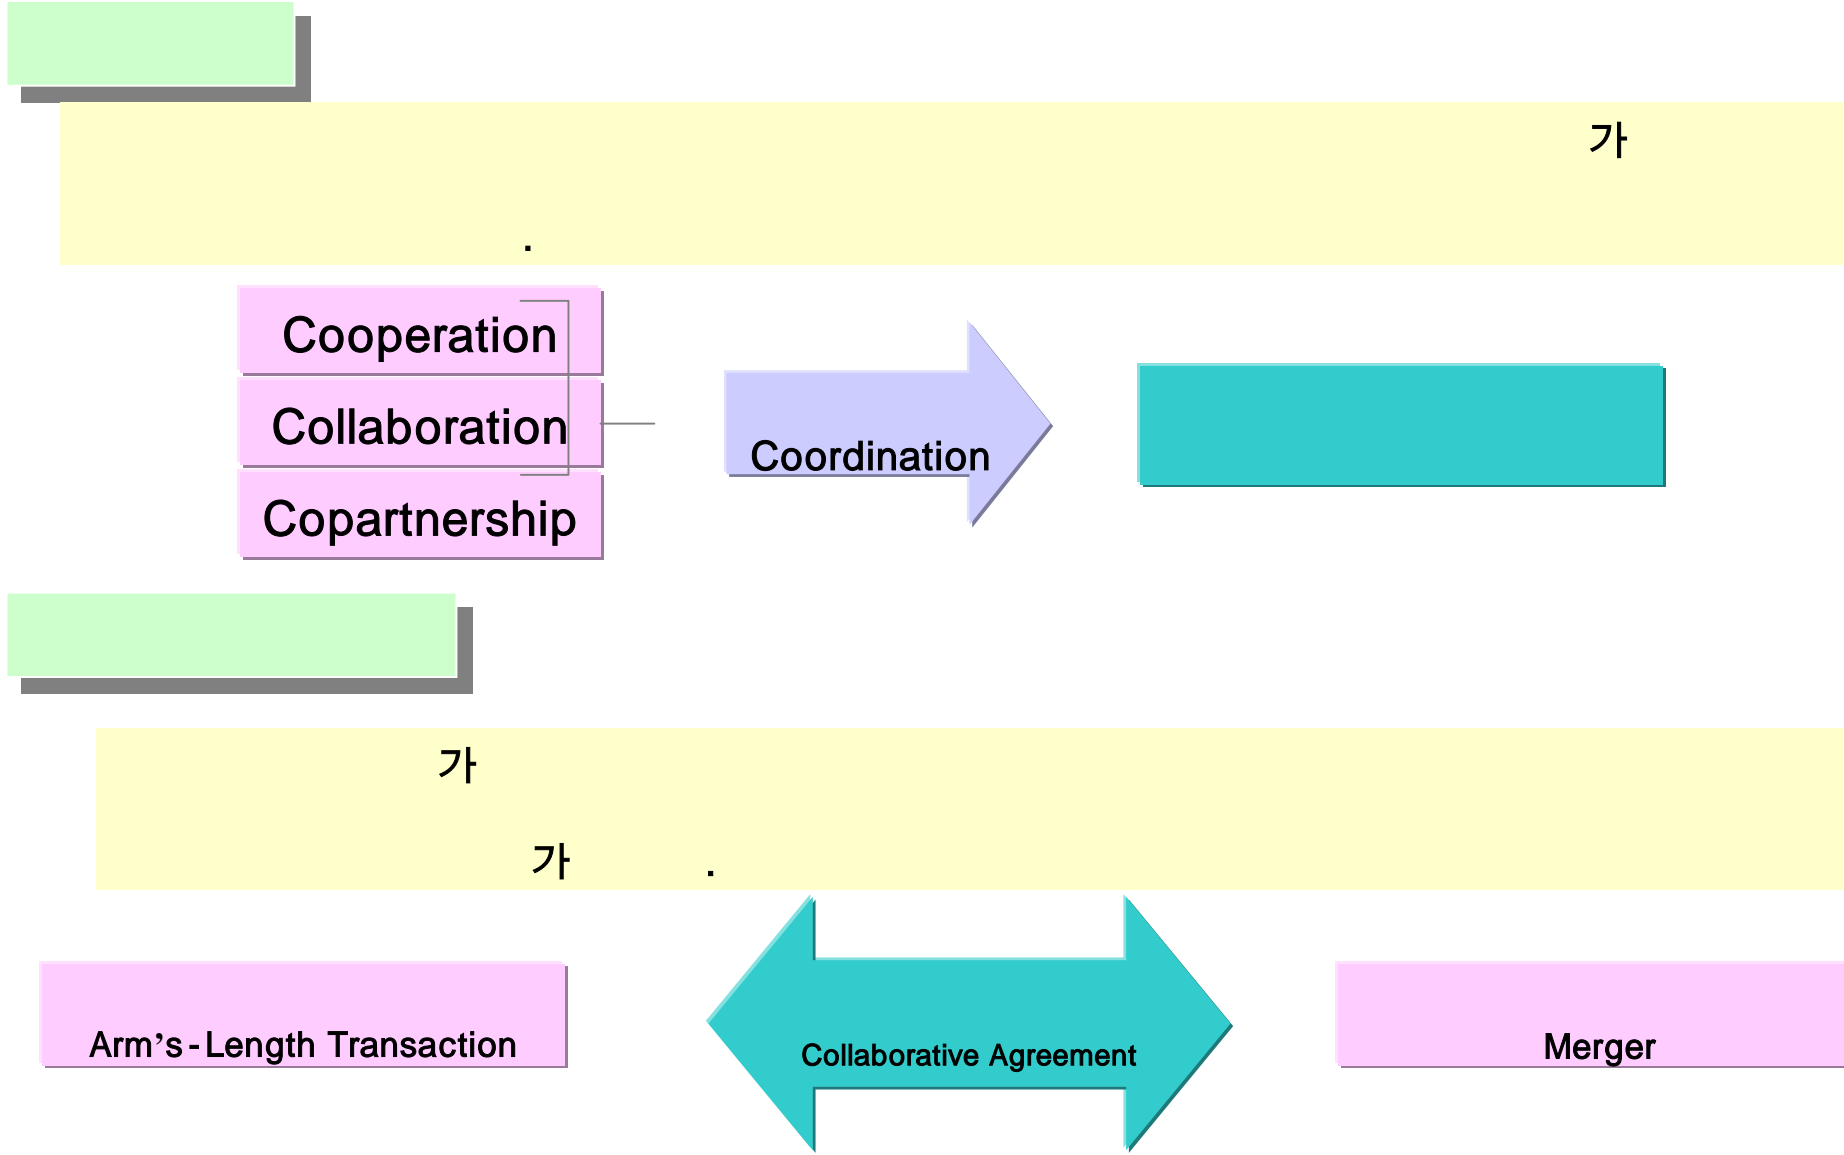 가
.
Cooperation
Collaboration
Coordination
Copartnership
가
가 .
Arm’s-Length Transaction
Collaborative Agreement
Merger